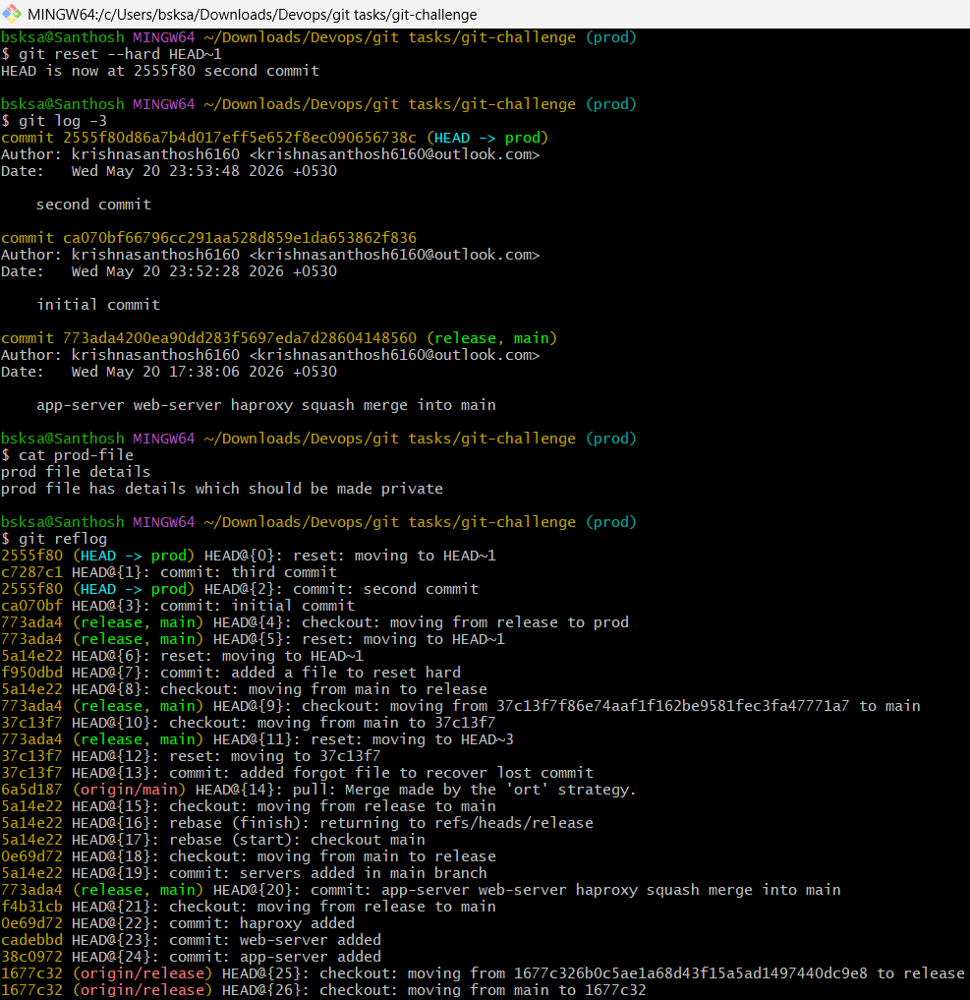 MINGW64:/c/Users/bsksa/Downloads/Devops/git tasks/git-challenge
bsksa@Santhosh MINGW64 ~/Downloads/Devops/git tasks/git-challenge (prod)
$ git reset --hard HEAD~1
HEAD is now at 2555f80 second commit

bsksa@Santhosh MINGW64 ~/Downloads/Devops/git tasks/git-challenge (prod)
$ git log -3
commit 2555f80d86a7b4d017eff5e652f8ec090656738c (HEAD -> prod)
Author: krishnasanthosh6160 <krishnasanthosh6160@outlook.com>
Date:   Wed May 20 23:53:48 2026 +0530

    second commit

commit ca070bf66796cc291aa528d859e1da653862f836
Author: krishnasanthosh6160 <krishnasanthosh6160@outlook.com>
Date:   Wed May 20 23:52:28 2026 +0530

    initial commit

commit 773ada4200ea90dd283f5697eda7d28604148560 (release, main)
Author: krishnasanthosh6160 <krishnasanthosh6160@outlook.com>
Date:   Wed May 20 17:38:06 2026 +0530

    app-server web-server haproxy squash merge into main

bsksa@Santhosh MINGW64 ~/Downloads/Devops/git tasks/git-challenge (prod)
$ cat prod-file
prod file details
prod file has details which should be made private

bsksa@Santhosh MINGW64 ~/Downloads/Devops/git tasks/git-challenge (prod)
$ git reflog
2555f80 (HEAD -> prod) HEAD@{0}: reset: moving to HEAD~1
c7287c1 HEAD@{1}: commit: third commit
2555f80 (HEAD -> prod) HEAD@{2}: commit: second commit
ca070bf HEAD@{3}: commit: initial commit
773ada4 (release, main) HEAD@{4}: checkout: moving from release to prod
773ada4 (release, main) HEAD@{5}: reset: moving to HEAD~1
5a14e22 HEAD@{6}: reset: moving to HEAD~1
f950dbd HEAD@{7}: commit: added a file to reset hard
5a14e22 HEAD@{8}: checkout: moving from main to release
773ada4 (release, main) HEAD@{9}: checkout: moving from 37c13f7f86e74aaf1f162be9581fec3fa47771a7 to main
37c13f7 HEAD@{10}: checkout: moving from main to 37c13f7
773ada4 (release, main) HEAD@{11}: reset: moving to HEAD~3
37c13f7 HEAD@{12}: reset: moving to 37c13f7
37c13f7 HEAD@{13}: commit: added forgot file to recover lost commit
6a5d187 (origin/main) HEAD@{14}: pull: Merge made by the 'ort' strategy.
5a14e22 HEAD@{15}: checkout: moving from release to main
5a14e22 HEAD@{16}: rebase (finish): returning to refs/heads/release
5a14e22 HEAD@{17}: rebase (start): checkout main
0e69d72 HEAD@{18}: checkout: moving from main to release
5a14e22 HEAD@{19}: commit: servers added in main branch
773ada4 (release, main) HEAD@{20}: commit: app-server web-server haproxy squash merge into main
f4b31cb HEAD@{21}: checkout: moving from release to main
0e69d72 HEAD@{22}: commit: haproxy added
cadebbd HEAD@{23}: commit: web-server added
38c0972 HEAD@{24}: commit: app-server added
1677c32 (origin/release) HEAD@{25}: checkout: moving from 1677c326b0c5ae1a68d43f15a5ad1497440dc9e8 to release
1677c32 (origin/release) HEAD@{26}: checkout: moving from main to 1677c32